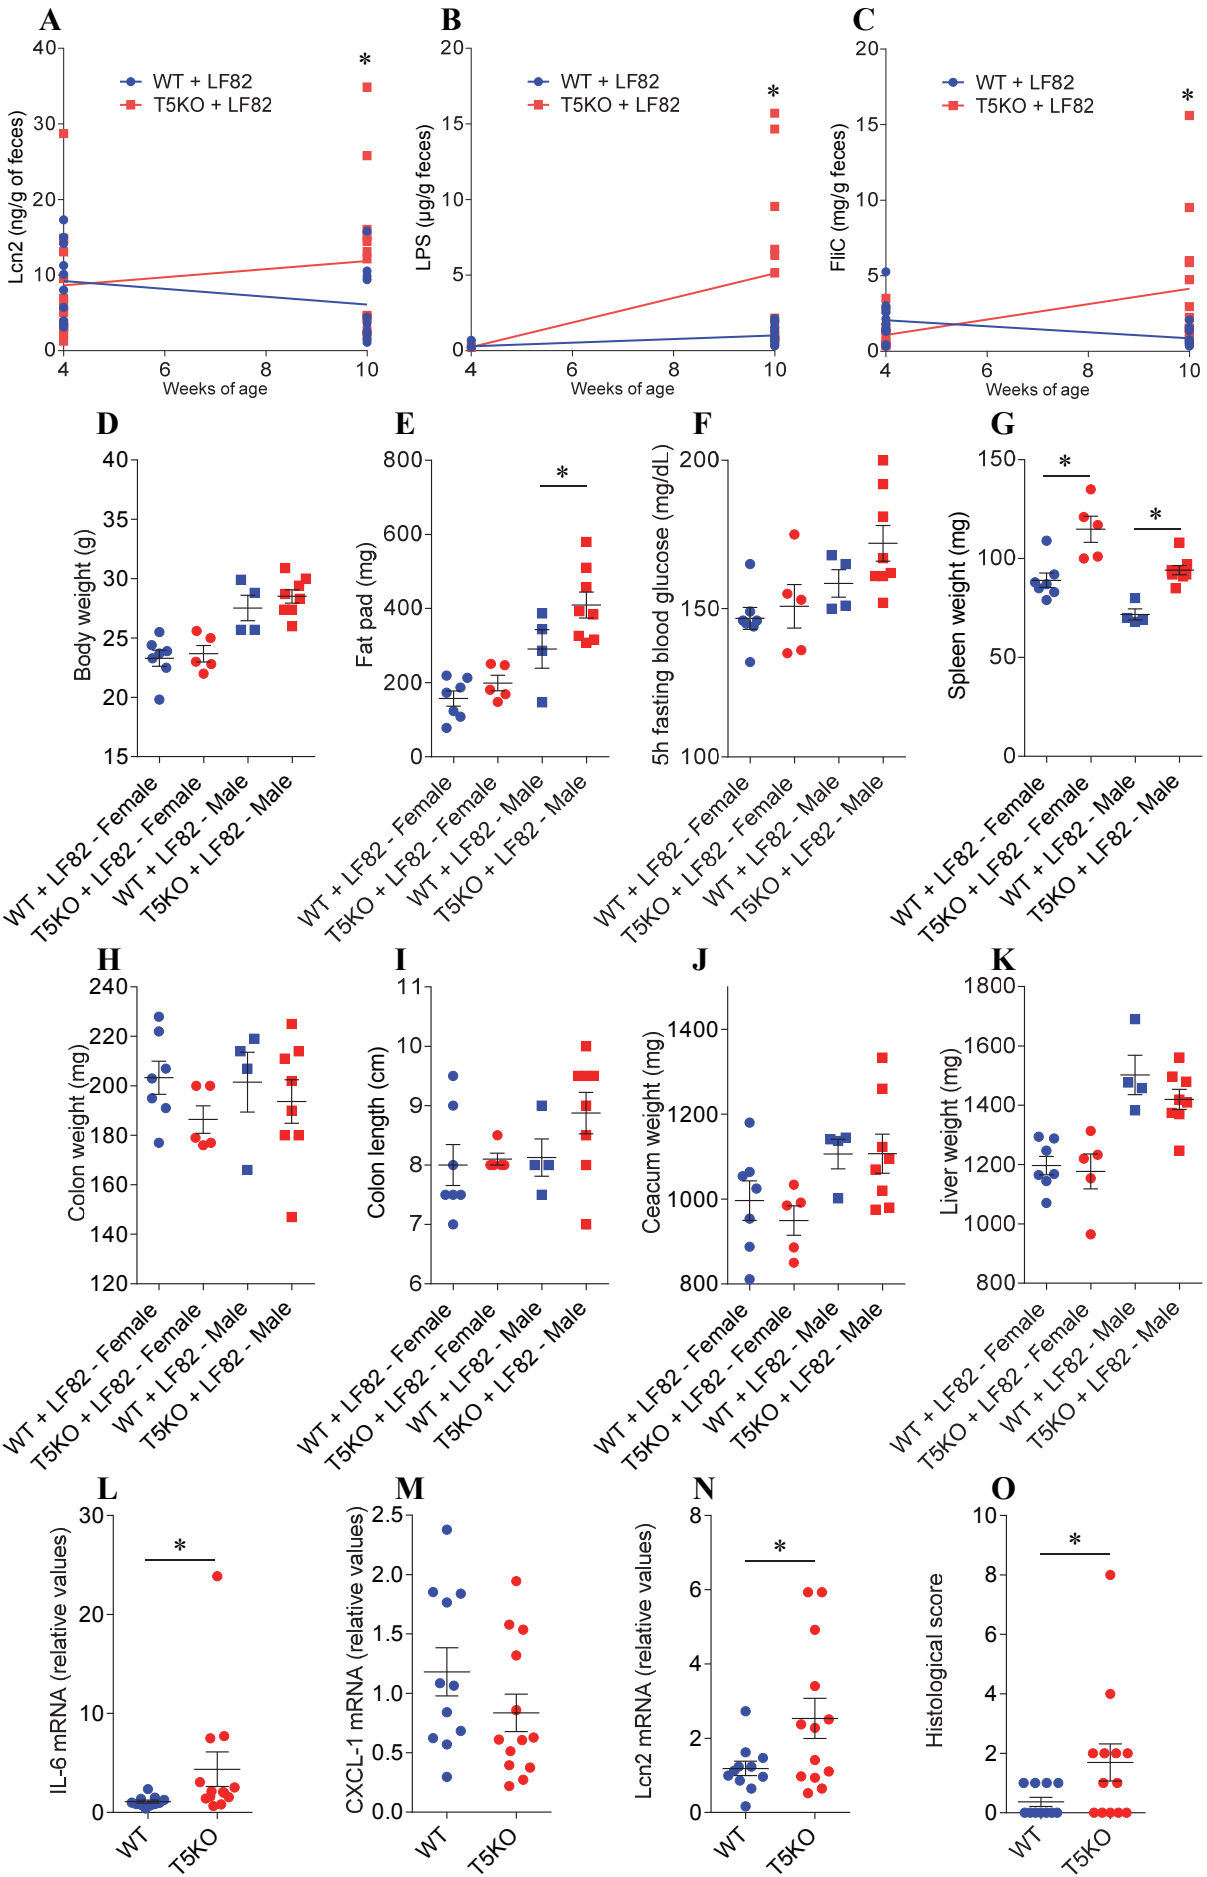 A
B
C
40
30
20
10
0
Lcn2 (ng/g of feces)
WT + LF82
T5KO + LF82
*
4
6
8
10
Weeks of age
20
15
10
5
0
LPS (µg/g feces)
WT + LF82
T5KO + LF82
*
4
6
8
10
Weeks of age
20
15
10
5
0
FliC (mg/g feces)
WT + LF82
T5KO + LF82
*
4
6
8
10
Weeks of age
D
E
F
G
40
35
30
25
20
15
Body weight (g)
WT + LF82 - Female
T5KO + LF82 - Female
WT + LF82 - Male
T5KO + LF82 - Male
800
600
400
200
0
Fat pad (mg)
*
WT + LF82 - Female
T5KO + LF82 - Female
WT + LF82 - Male
T5KO + LF82 - Male
200
150
100
5h fasting blood glucose (mg/dL)
WT + LF82 - Female
T5KO + LF82 - Female
WT + LF82 - Male
T5KO + LF82 - Male
150
100
50
0
Spleen weight (mg)
*
*
WT + LF82 - Female
T5KO + LF82 - Female
WT + LF82 - Male
T5KO + LF82 - Male
H
I
J
K
240
220
200
180
160
140
120
Colon weight (mg)
WT + LF82 - Female
T5KO + LF82 - Female
WT + LF82 - Male
T5KO + LF82 - Male
11
10
9
8
7
6
Colon length (cm)
WT + LF82 - Female
T5KO + LF82 - Female
WT + LF82 - Male
T5KO + LF82 - Male
1400
1200
1000
800
Ceacum weight (mg)
WT + LF82 - Female
T5KO + LF82 - Female
WT + LF82 - Male
T5KO + LF82 - Male
1800
1600
1400
1200
1000
800
Liver weight (mg)
WT + LF82 - Female
T5KO + LF82 - Female
WT + LF82 - Male
T5KO + LF82 - Male
L
M
N
O
30
20
10
0
IL-6 mRNA (relative values)
*
WT
T5KO
2.5
2.0
1.5
1.0
0.5
0.0
CXCL-1 mRNA (relative values)
WT
T5KO
8
6
4
2
0
Lcn2 mRNA (relative values)
*
WT
T5KO
10
8
6
4
2
0
Histological score
*
WT
T5KO